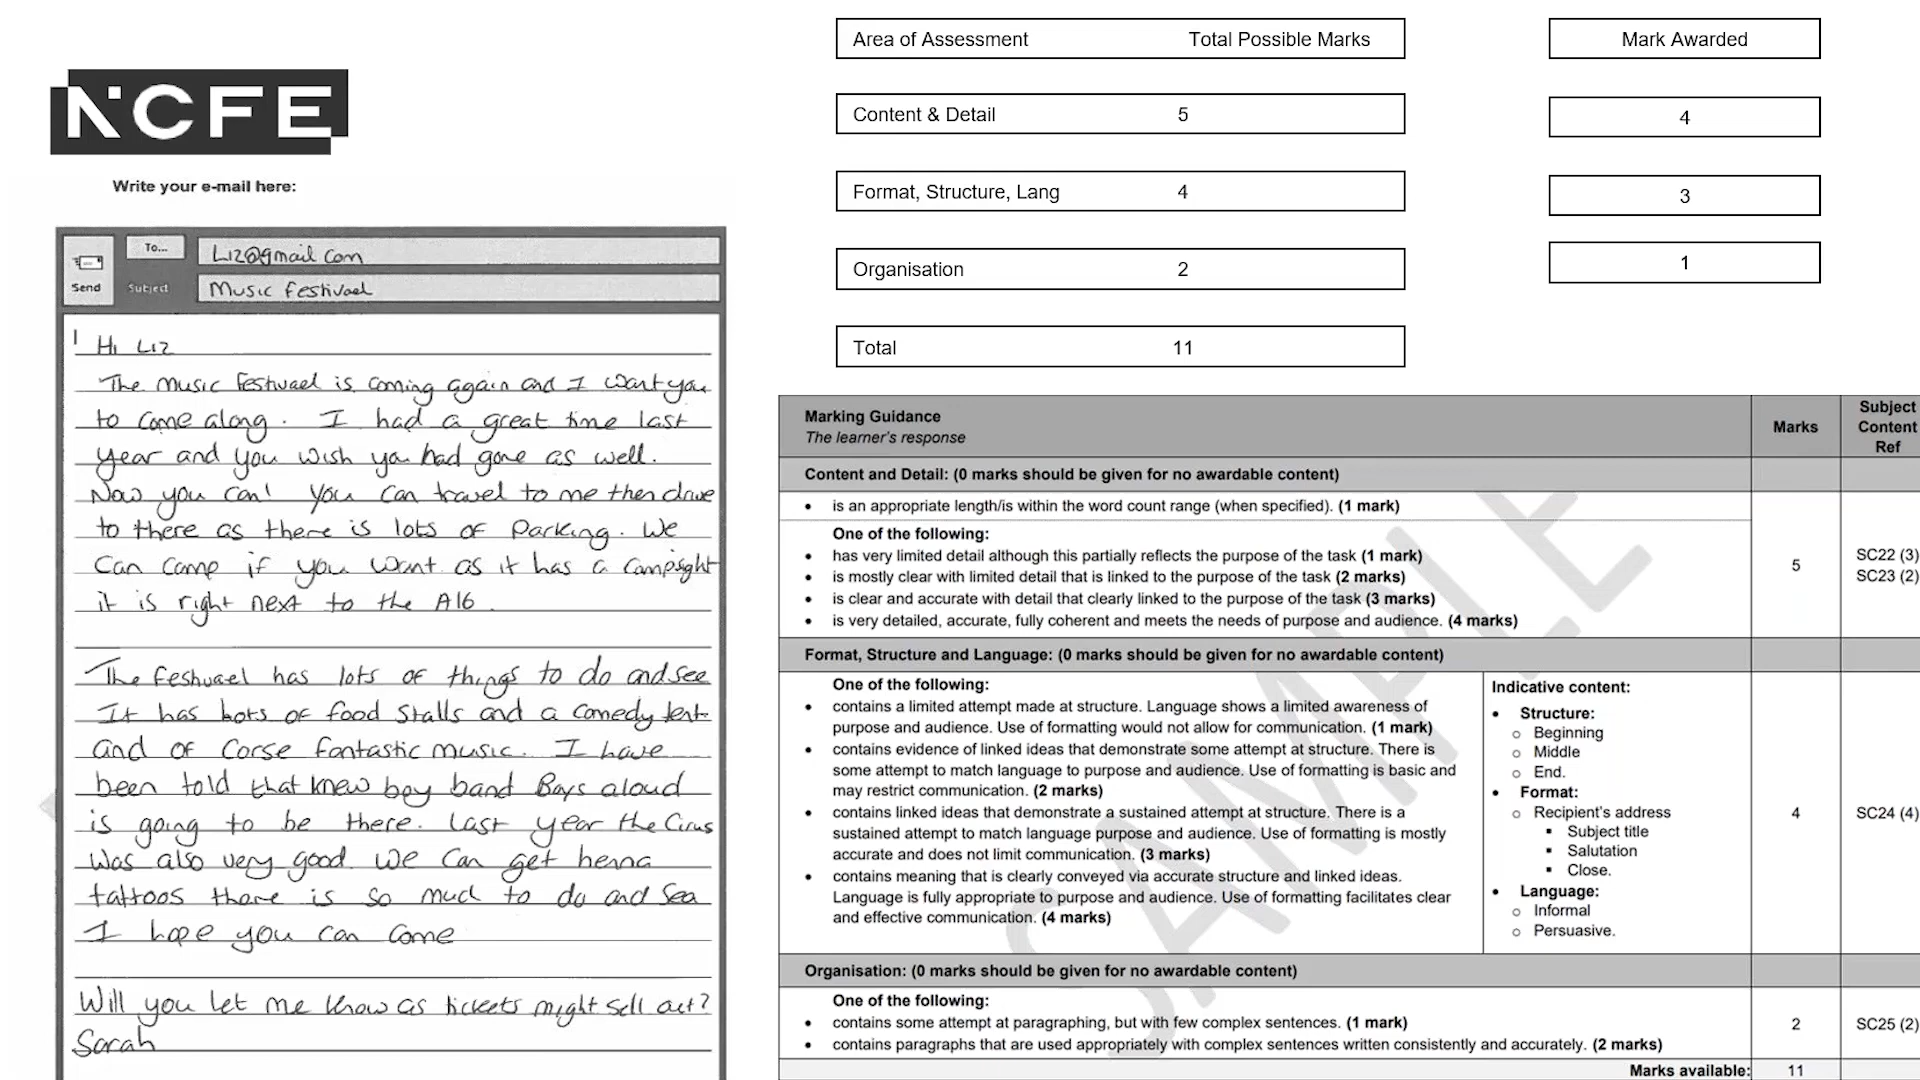 NCFE
Write your e-mail here:
To...
Liz@gmail com
Send
Subject
Music festivael
1
Hi Liz
The music festivael is coming again and I want you
to come along. I had a great time last
year and you wish you had gone as well.
Now you can! You can travel to me then drive
to there as there is lots of parking. We
can camp if you want as it has a campsight
it is right next to the A16
The festivael has lots of things to do and see
It has lots of food stalls and a comedy tent
and of corse fantastic music. I have
been told that knew boy band Boys aloud
is going to be there. Last year the Cirus
was also very good. We can get henna
tattoos there is so much to do and sea
I hope you can come
Will you let me know as tickets might sell out?
Sarah
Area of Assessment Total Possible Marks
Mark Awarded
Content & Detail 5
4
Format, Structure, Lang 4
3
Organisation 2
1
Total 11
Marking Guidance
The learner's response
Marks
Subject
Content
Ref
Content and Detail: (0 marks should be given for no awardable content)
• is an appropriate length/is within the word count range (when specified). (1 mark)
One of the following:
• has very limited detail although this partially reflects the purpose of the task (1 mark)
• is mostly clear with limited detail that is linked to the purpose of the task (2 marks)
• is clear and accurate with detail that clearly linked to the purpose of the task (3 marks)
• is very detailed, accurate, fully coherent and meets the needs of purpose and audience. (4 marks)
5
SC22 (3)
SC23 (2)
Format, Structure and Language: (0 marks should be given for no awardable content)
One of the following:
• contains a limited attempt made at structure. Language shows a limited awareness of
purpose and audience. Use of formatting would not allow for communication. (1 mark)
• contains evidence of linked ideas that demonstrate some attempt at structure. There is
some attempt to match language to purpose and audience. Use of formatting is basic and
may restrict communication. (2 marks)
• contains linked ideas that demonstrate a sustained attempt at structure. There is a
sustained attempt to match language purpose and audience. Use of formatting is mostly
accurate and does not limit communication. (3 marks)
• contains meaning that is clearly conveyed via accurate structure and linked ideas.
Language is fully appropriate to purpose and audience. Use of formatting facilitates clear
and effective communication. (4 marks)
Indicative content:
• Structure:
o Beginning
o Middle
o End.
• Format:
o Recipient's address
▪ Subject title
▪ Salutation
▪ Close.
• Language:
o Informal
o Persuasive.
4
SC24 (4)
Organisation: (0 marks should be given for no awardable content)
One of the following:
• contains some attempt at paragraphing, but with few complex sentences. (1 mark)
• contains paragraphs that are used appropriately with complex sentences written consistently and accurately. (2 marks)
2
SC25 (2)
Marks available: 11
SAMPLE